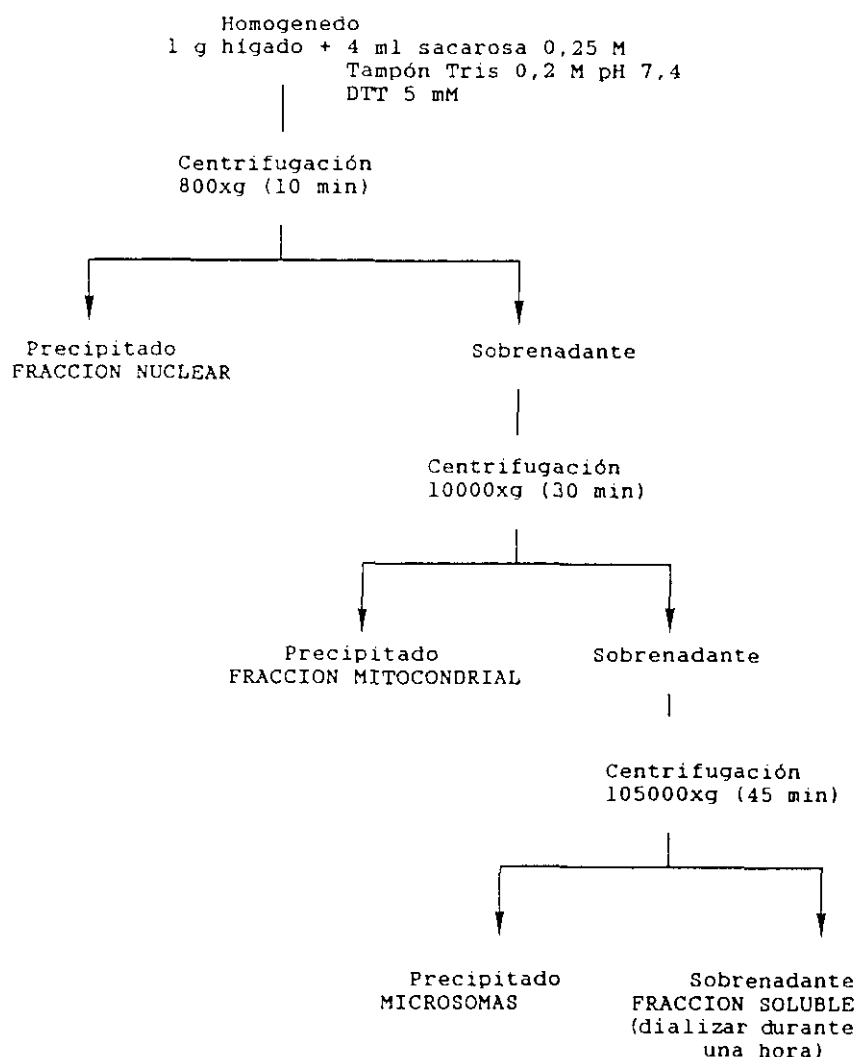 Homogenedo
1 g hígado + 4 ml sacarosa 0,25 M
Tampón Tris 0,2 M pH 7,4
DTT 5 mM
Centrifugación
800xg (10 min)
Precipitado
FRACCION NUCLEAR
Sobrenadante
Centrifugación
10000xg (30 min)
Precipitado
FRACCION MITOCONDRIAL
Sobrenadante
Centrifugación
105000xg (45 min)
Precipitado
MICROSOMAS
Sobrenadante
FRACCION SOLUBLE
(dializar durante
una hora)